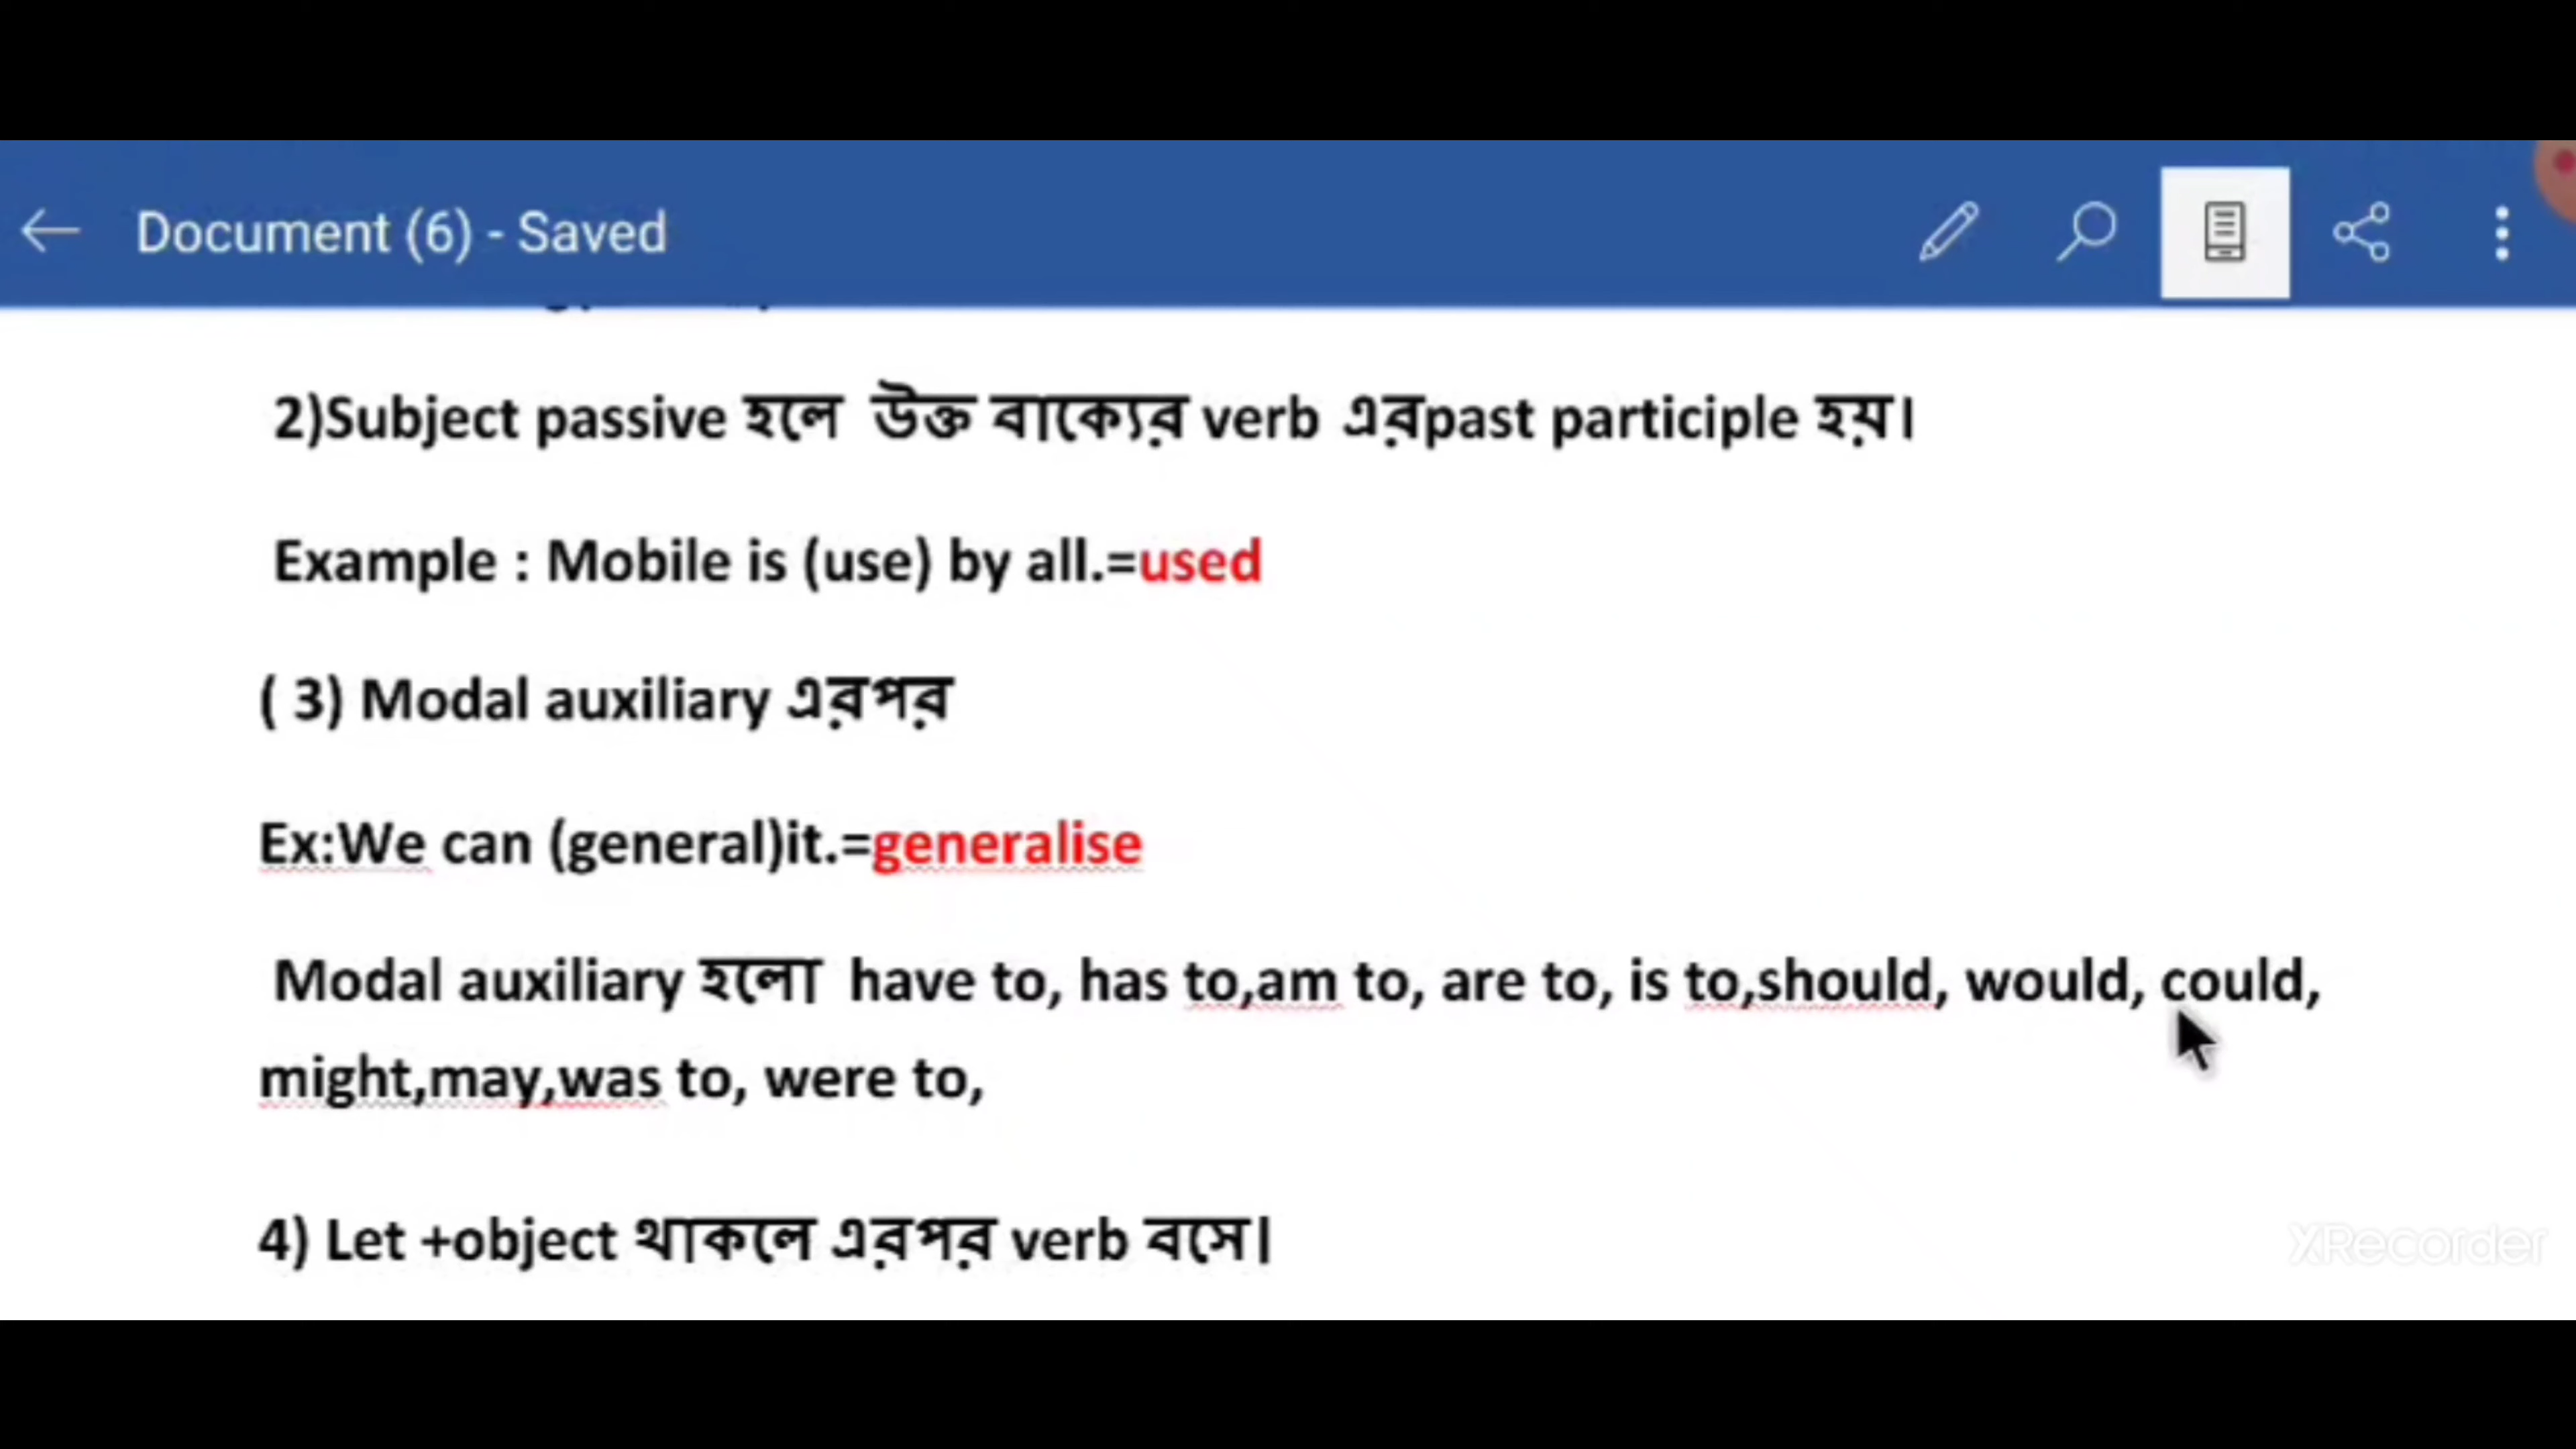 Document (6) - Saved
2)Subject passive হলে উক্ত বাক্যের verb এরpast participle হয়।
Example : Mobile is (use) by all.=used
( 3) Modal auxiliary এরপর
Ex:We can (general)it.=generalise
Modal auxiliary হলো have to, has to,am to, are to, is to,should, would, could,
might,may,was to, were to,
4) Let +object থাকলে এরপর verb বসে।
XRecorder